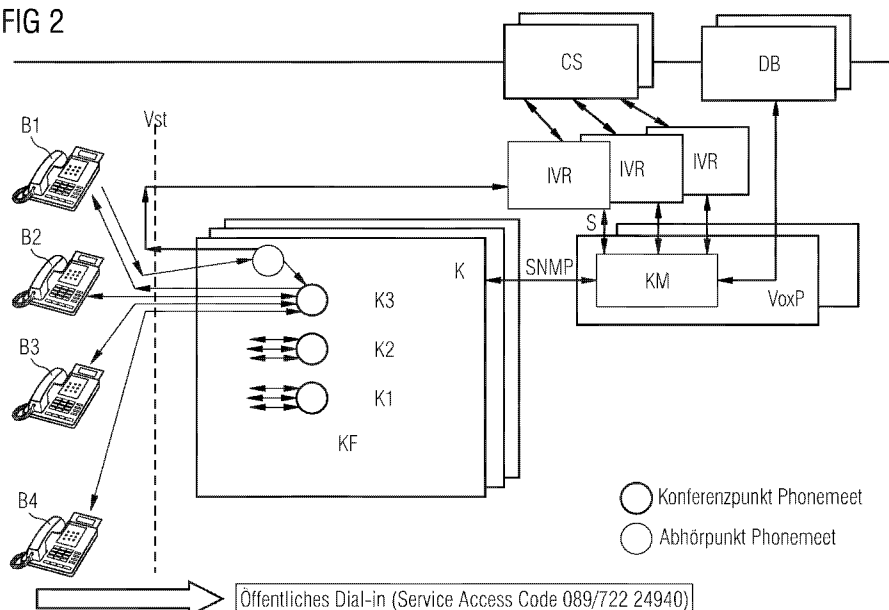 FIG 2
CS
DB
B1
Vst
IVR
IVR
IVR
B2
S
K
SNMP
KM
K3
VoxP
B3
K2
K1
KF
Konferenzpunkt Phonemeet
B4
Abhörpunkt Phonemeet
Öffentliches Dial-in (Service Access Code 089/722 24940)